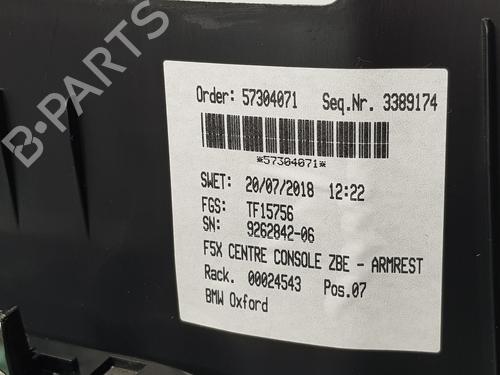 B-PARTS
Order: 57304071 Seq.Nr. 3389174
*57304071*
SWET: 20/07/2018 12:22
FGS: TF15756
SN: 9262842-06
F5X CENTRE CONSOLE ZBE - ARMREST
Rack. 00024543 Pos.07
BMW Oxford